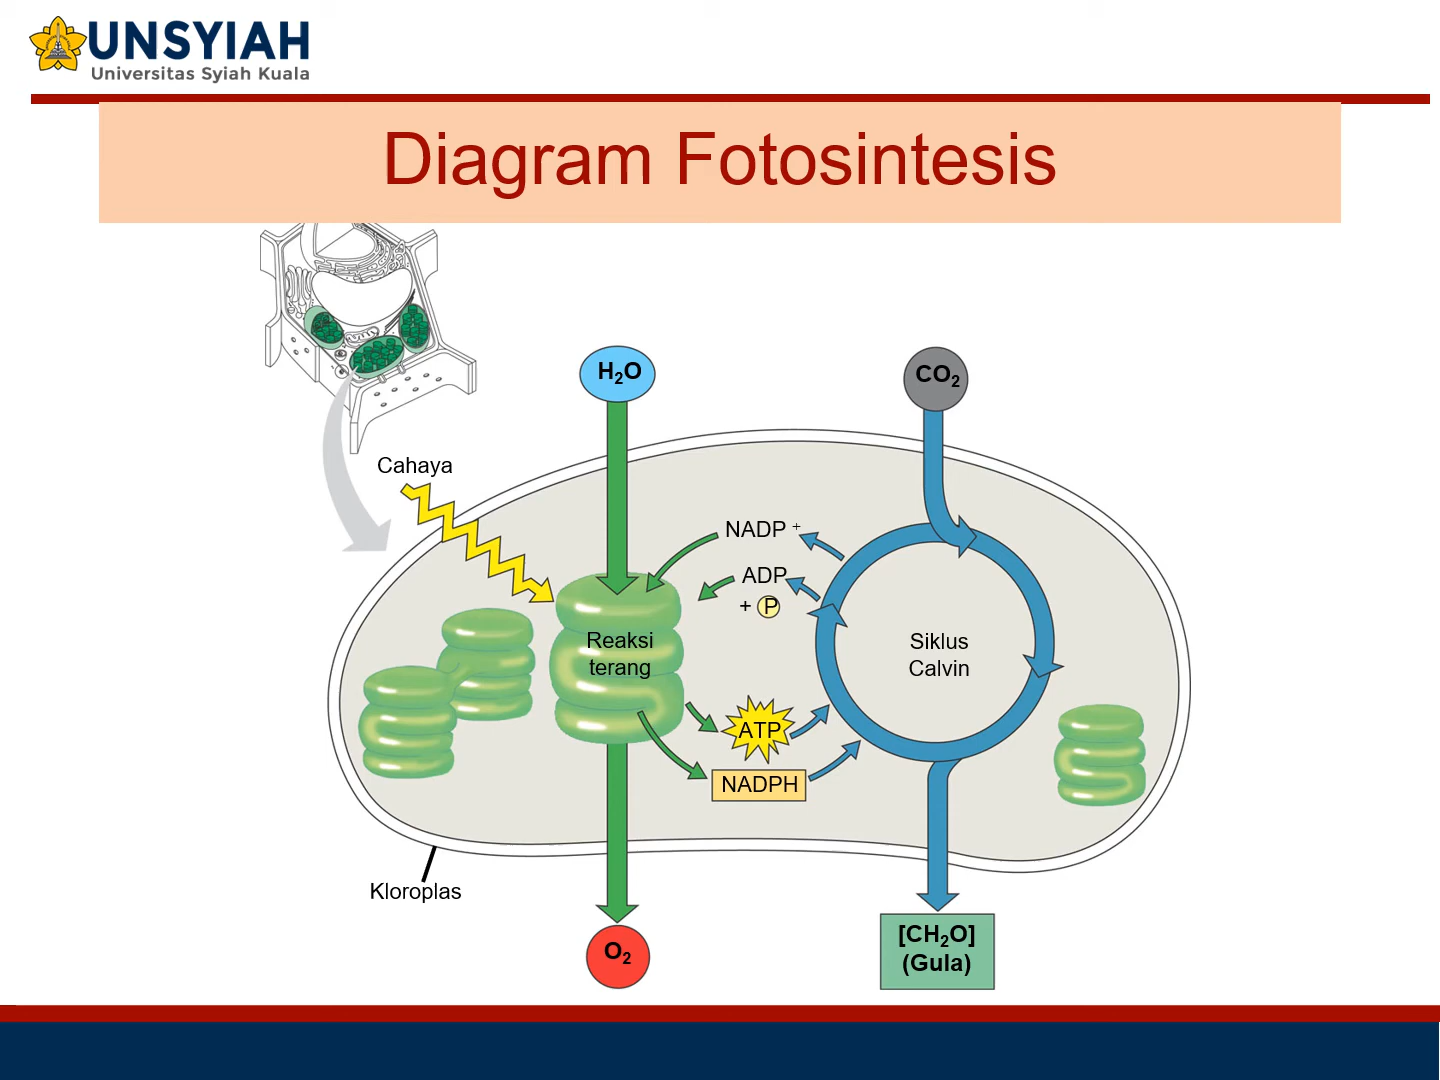 UNSYIAH
Universitas Syiah Kuala
Diagram Fotosintesis
H₂O
CO₂
Cahaya
NADP⁺
ADP
+ P
Reaksi
terang
Siklus
Calvin
ATP
NADPH
Kloroplas
O₂
[CH₂O]
(Gula)